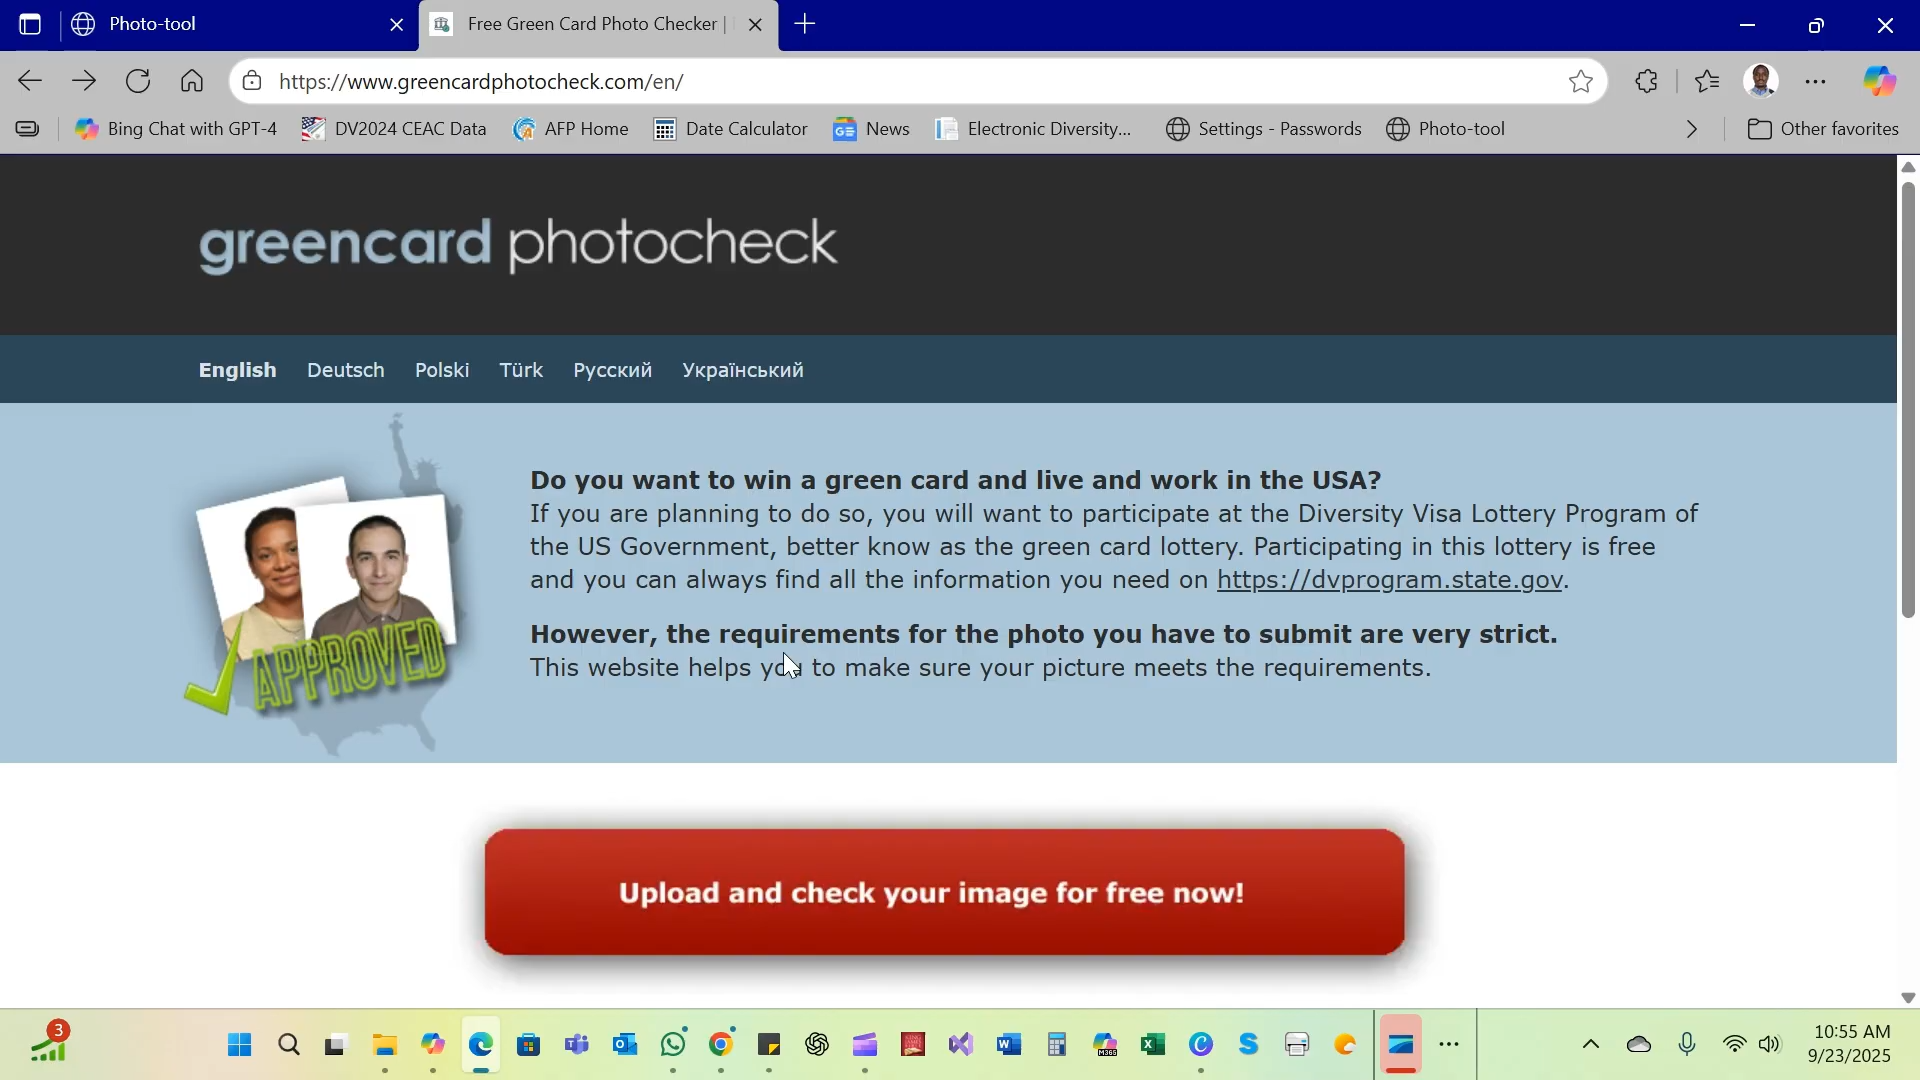 Photo-tool
Free Green Card Photo Checker |
https://www.greencardphotocheck.com/en/
Bing Chat with GPT-4
DV2024 CEAC Data
AFP Home
Date Calculator
News
Electronic Diversity...
Settings - Passwords
Photo-tool
Other favorites
greencard photocheck
English Deutsch Polski Türk Русский Український
Do you want to win a green card and live and work in the USA?
If you are planning to do so, you will want to participate at the Diversity Visa Lottery Program of
the US Government, better know as the green card lottery. Participating in this lottery is free
and you can always find all the information you need on https://dvprogram.state.gov.
APPROVED
However, the requirements for the photo you have to submit are very strict.
This website helps you to make sure your picture meets the requirements.
Upload and check your image for free now!
3
10:55 AM
9/23/2025